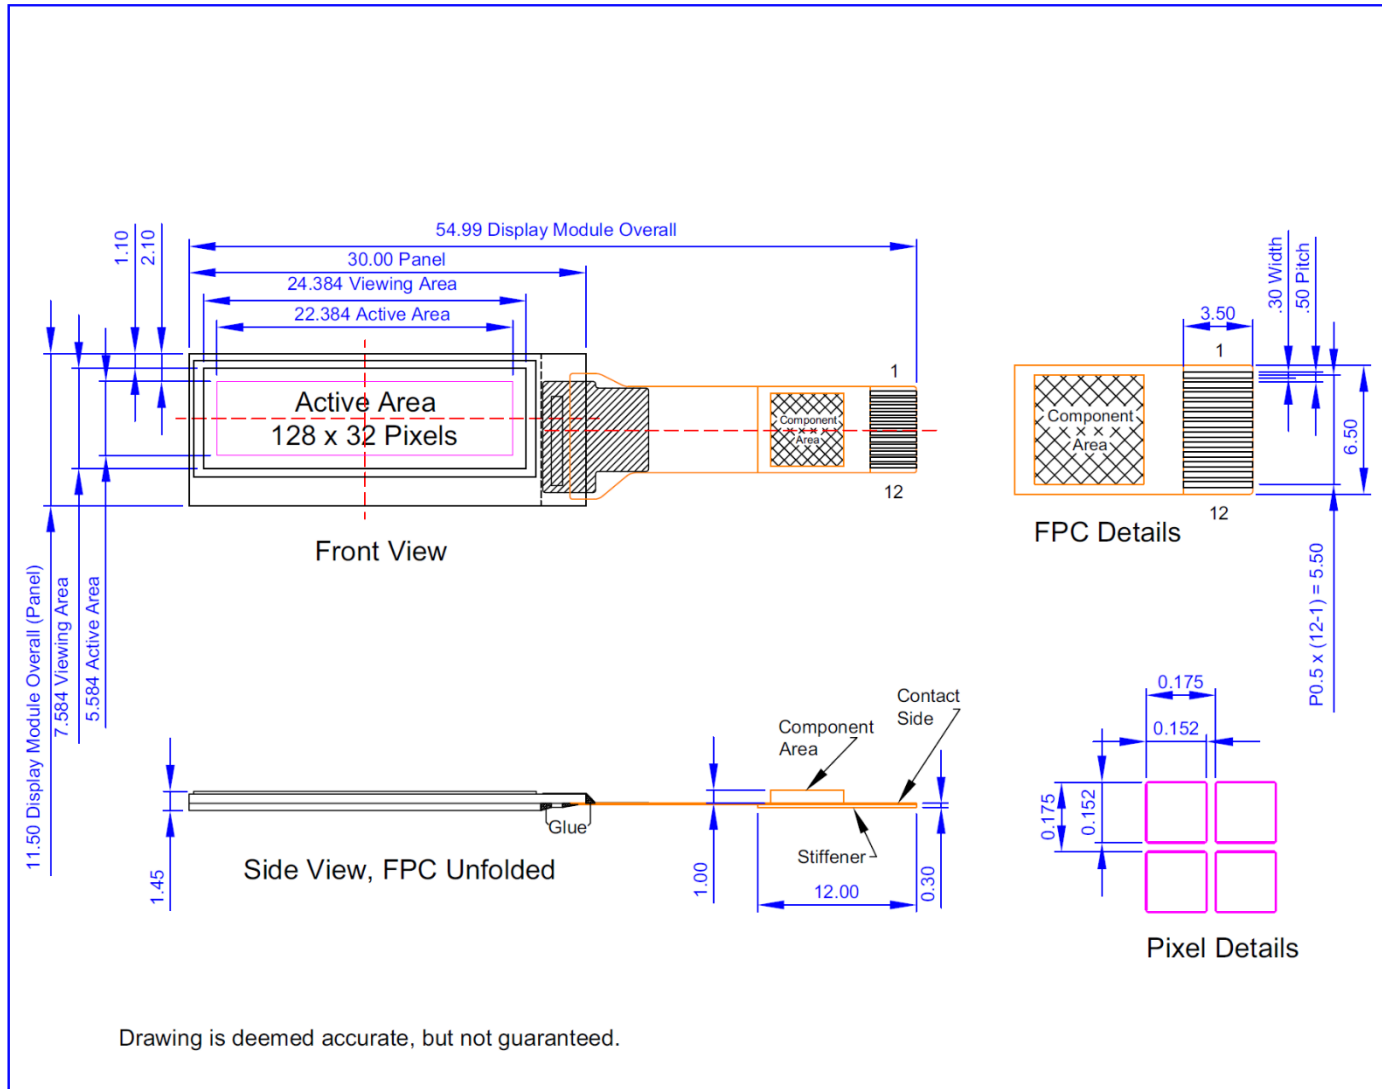 54.99 Display Module Overall
30.00 Panel
24.384 Viewing Area
22.384 Active Area
1.10
2.10
11.50 Display Module Overall (Panel)
7.584 Viewing Area
5.584 Active Area
Active Area
128 x 32 Pixels
1
Component
Area
12
Front View
.30 Width
.50 Pitch
3.50
1
Component
Area
6.50
12
FPC Details
P0.5 x (12-1) = 5.50
1.45
Glue
Side View, FPC Unfolded
Component
Area
Contact
Side
Stiffener
1.00
12.00
0.30
0.175
0.152
0.175
0.152
Pixel Details
Drawing is deemed accurate, but not guaranteed.